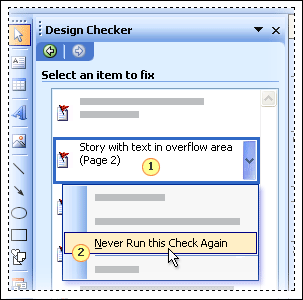 Design Checker
Select an item to fix
Story with text in overflow area
(Page 2)
1
Never Run this Check Again
2